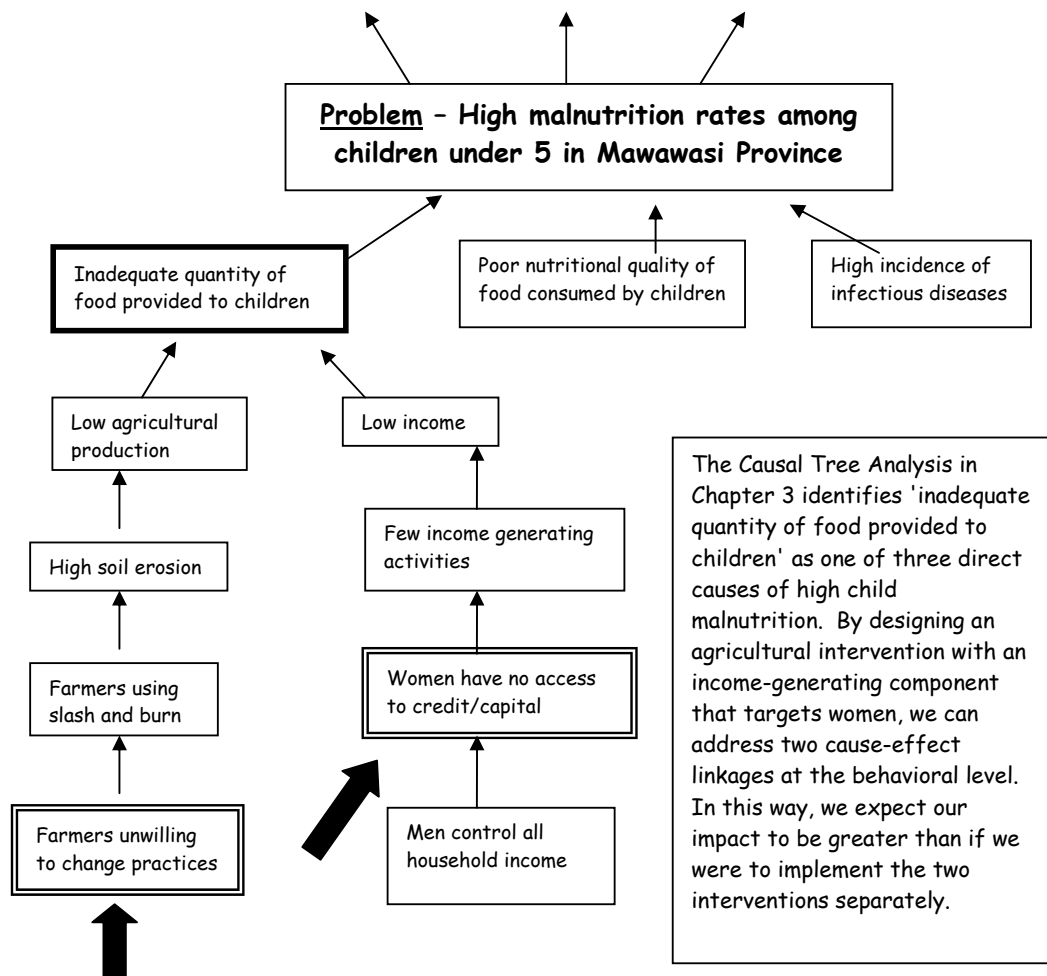 Problem – High malnutrition rates among
children under 5 in Mawawasi Province
Inadequate quantity of
food provided to children
Poor nutritional quality of
food consumed by children
High incidence of
infectious diseases
Low agricultural
production
Low income
High soil erosion
Few income generating
activities
Farmers using
slash and burn
Women have no access
to credit/capital
Farmers unwilling
to change practices
Men control all
household income
The Causal Tree Analysis in
Chapter 3 identifies 'inadequate
quantity of food provided to
children' as one of three direct
causes of high child
malnutrition. By designing an
agricultural intervention with an
income-generating component
that targets women, we can
address two cause-effect
linkages at the behavioral level.
In this way, we expect our
impact to be greater than if we
were to implement the two
interventions separately.